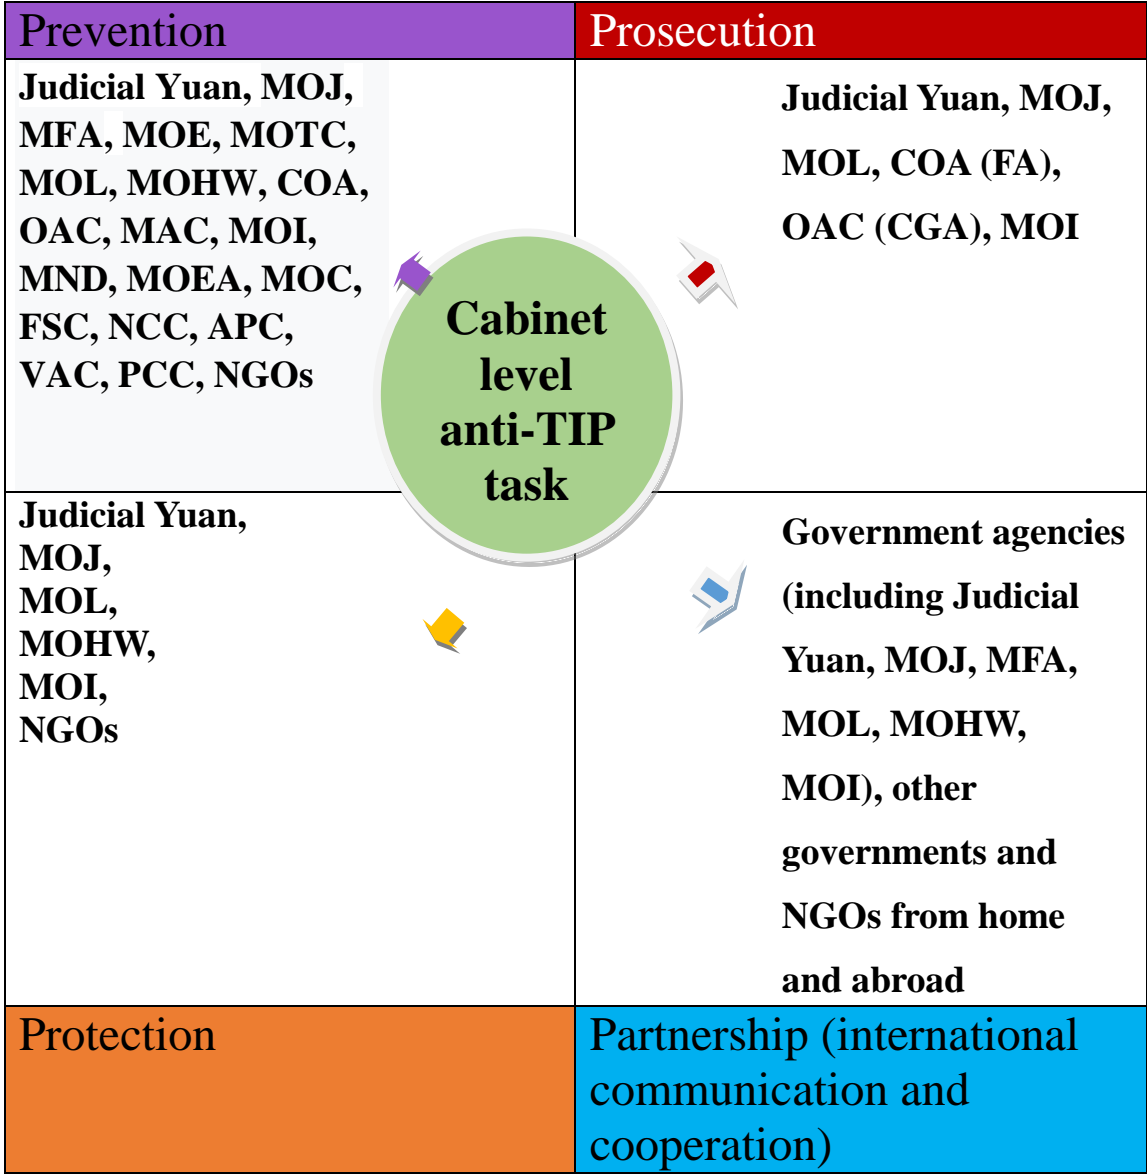 Prevention
Judicial Yuan, MOJ,
MFA, MOE, MOTC,
MOL, MOHW, COA,
OAC, MAC, MOI,
MND, MOEA, MOC,
FSC, NCC, APC,
VAC, PCC, NGOs
Prosecution
Judicial Yuan, MOJ,
MOL, COA (FA),
OAC (CGA), MOI
Cabinet
level
anti-TIP
task
Judicial Yuan,
MOJ,
MOL,
MOHW,
MOI,
NGOs
Protection
Government agencies
(including Judicial
Yuan, MOJ, MFA,
MOL, MOHW,
MOI), other
governments and
NGOs from home
and abroad
Partnership (international
communication and
cooperation)